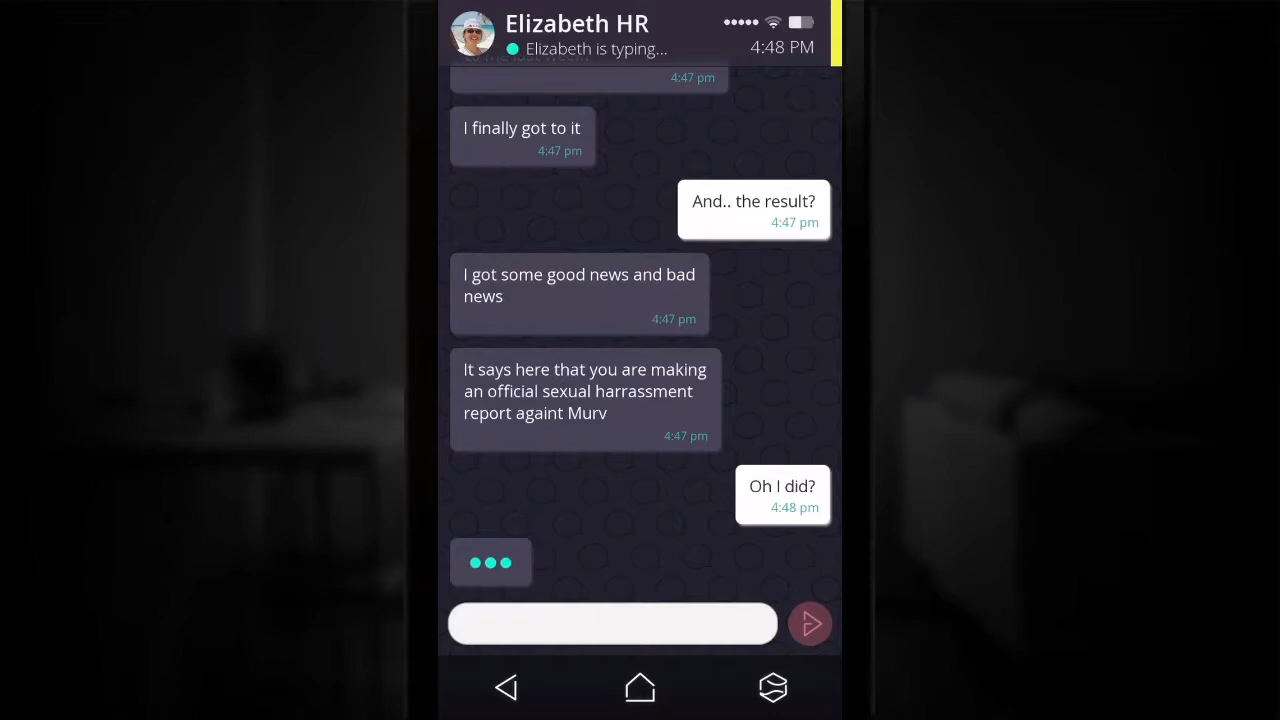 Elizabeth HR
Elizabeth is typing...
4:48 PM
4:47 pm
I finally got to it
4:47 pm
And.. the result?
4:47 pm
I got some good news and bad
news
4:47 pm
It says here that you are making
an official sexual harrassment
report againt Murv
4:47 pm
Oh I did?
4:48 pm